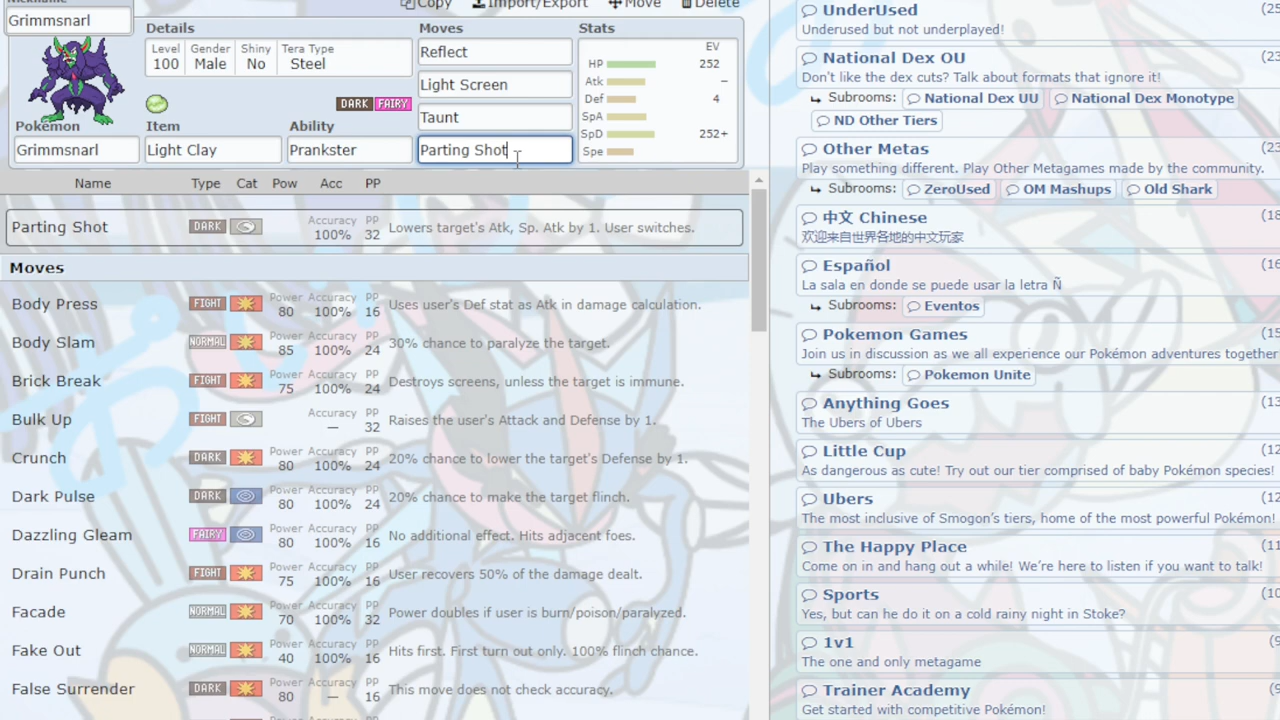 Nickname
Copy Import/Export Move Delete
Grimmsnarl
Details
Moves
Stats
Level Gender Shiny Tera Type
100 Male No Steel
Reflect
Light Screen
Taunt
Parting Shot
EV
HP 252
Atk –
Def 4
SpA
SpD 252+
Spe
DARK FAIRY
Pokémon Item Ability
Grimmsnarl Light Clay Prankster
Name Type Cat Pow Acc PP
Parting Shot DARK Accuracy 100% PP 32 Lowers target's Atk, Sp. Atk by 1. User switches.
Moves
Body Press FIGHT Power 80 Accuracy 100% PP 16 Uses user's Def stat as Atk in damage calculation.
Body Slam NORMAL Power 85 Accuracy 100% PP 24 30% chance to paralyze the target.
Brick Break FIGHT Power 75 Accuracy 100% PP 24 Destroys screens, unless the target is immune.
Bulk Up FIGHT Accuracy — PP 32 Raises the user's Attack and Defense by 1.
Crunch DARK Power 80 Accuracy 100% PP 24 20% chance to lower the target's Defense by 1.
Dark Pulse DARK Power 80 Accuracy 100% PP 24 20% chance to make the target flinch.
Dazzling Gleam FAIRY Power 80 Accuracy 100% PP 16 No additional effect. Hits adjacent foes.
Drain Punch FIGHT Power 75 Accuracy 100% PP 16 User recovers 50% of the damage dealt.
Facade NORMAL Power 70 Accuracy 100% PP 32 Power doubles if user is burn/poison/paralyzed.
Fake Out NORMAL Power 40 Accuracy 100% PP 16 Hits first. First turn out only. 100% flinch chance.
False Surrender DARK Power 80 Accuracy — PP 16 This move does not check accuracy.
Power Accuracy PP
UnderUsed (25
Underused but not underplayed!
National Dex OU (23
Don't like the dex cuts? Talk about formats that ignore it!
Subrooms: National Dex UU National Dex Monotype
ND Other Tiers
Other Metas (23
Play something different. Play Other Metagames made by the community.
Subrooms: ZeroUsed OM Mashups Old Shark
中文 Chinese (18
欢迎来自世界各地的中文玩家
Español (16
La sala en donde se puede usar la letra Ñ
Subrooms: Eventos
Pokemon Games (15
Join us in discussion as we all experience our Pokémon adventures together
Subrooms: Pokemon Unite
Anything Goes (13
The Ubers of Ubers
Little Cup (12
As dangerous as cute! Try out our tier comprised of baby Pokémon species!
Ubers (12
The most inclusive of Smogon's tiers, home of the most powerful Pokémon!
The Happy Place (11
Come on in and hang out a while! We're here to listen if you want to talk!
Sports (10
Yes, but can he do it on a cold rainy night in Stoke?
1v1 (9
The one and only metagame
Trainer Academy (9
Get started with competitive Pokémon!